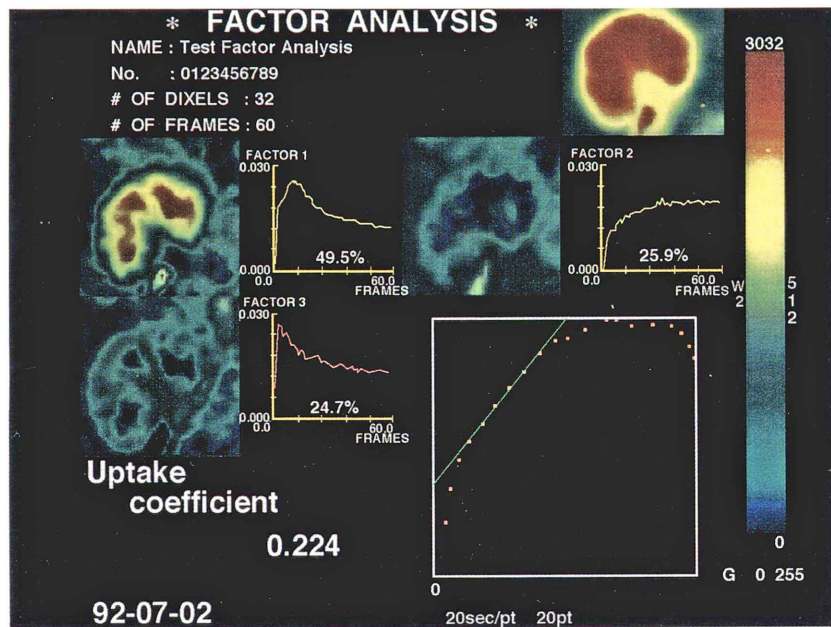 * FACTOR ANALYSIS *
NAME : Test Factor Analysis
No. : 0123456789
# OF DIXELS : 32
# OF FRAMES : 60
3032
FACTOR 1
0.030
49.5%
0.000
0.0 60.0
FRAMES
FACTOR 2
0.030
25.9%
0.000
0.0 60.0
FRAMES
W 5
2 1
2
FACTOR 3
0.030
24.7%
0.000
0.0 60.0
FRAMES
Uptake
coefficient
0.224
0
G 0 255
0
92-07-02
20sec/pt 20pt